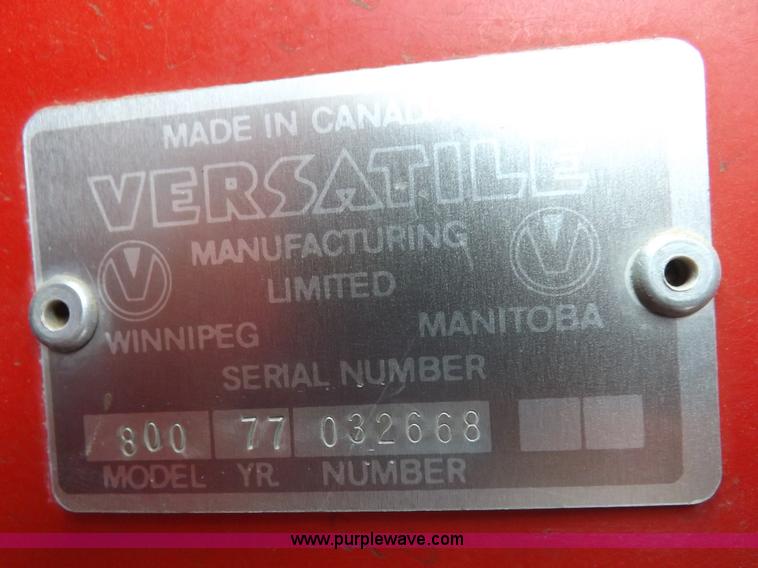 MADE IN CANADA
VERSATILE
MANUFACTURING
LIMITED
WINNIPEG MANITOBA
SERIAL NUMBER
800 77 032668
MODEL YR. NUMBER
www.purplewave.com